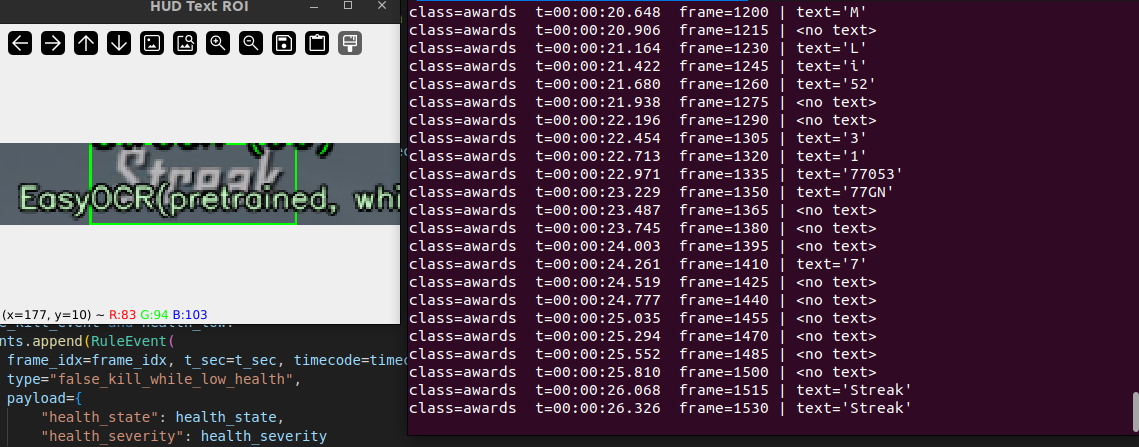 HUD Text ROI
Streak
EasyOCR(pretrained, whi
(x=177, y=10) ~ R:83 G:94 B:103
nts.append(RuleEvent(
frame_idx=frame_idx, t_sec=t_sec, timecode=timec
type="false_kill_while_low_health",
payload={
"health_state": health_state,
"health_severity": health_severity
class=awards t=00:00:20.648 frame=1200 | text='M'
class=awards t=00:00:20.906 frame=1215 | <no text>
class=awards t=00:00:21.164 frame=1230 | text='L'
class=awards t=00:00:21.422 frame=1245 | text='i'
class=awards t=00:00:21.680 frame=1260 | text='52'
class=awards t=00:00:21.938 frame=1275 | <no text>
class=awards t=00:00:22.196 frame=1290 | <no text>
class=awards t=00:00:22.454 frame=1305 | text='3'
class=awards t=00:00:22.713 frame=1320 | text='1'
class=awards t=00:00:22.971 frame=1335 | text='77053'
class=awards t=00:00:23.229 frame=1350 | text='77GN'
class=awards t=00:00:23.487 frame=1365 | <no text>
class=awards t=00:00:23.745 frame=1380 | <no text>
class=awards t=00:00:24.003 frame=1395 | <no text>
class=awards t=00:00:24.261 frame=1410 | text='7'
class=awards t=00:00:24.519 frame=1425 | <no text>
class=awards t=00:00:24.777 frame=1440 | <no text>
class=awards t=00:00:25.035 frame=1455 | <no text>
class=awards t=00:00:25.294 frame=1470 | <no text>
class=awards t=00:00:25.552 frame=1485 | <no text>
class=awards t=00:00:25.810 frame=1500 | <no text>
class=awards t=00:00:26.068 frame=1515 | text='Streak'
class=awards t=00:00:26.326 frame=1530 | text='Streak'